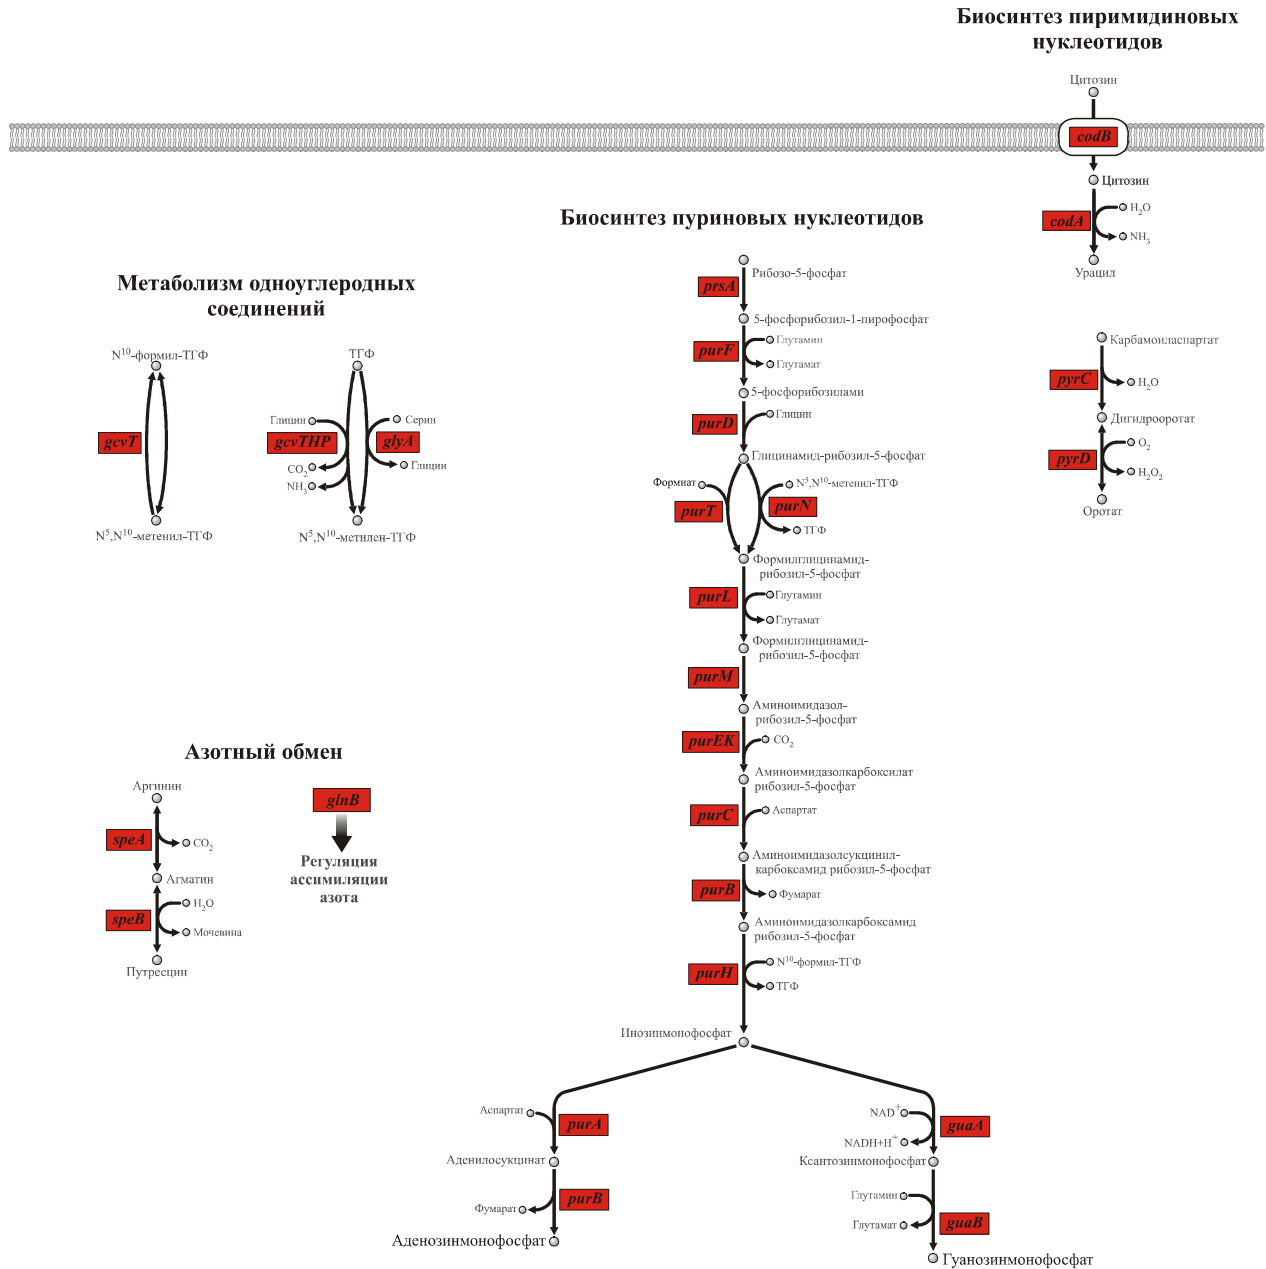 Биосинтез пиримидиновых
нуклеотидов
Цитозин
codB
Цитозин
codA
H2O
NH3
Урацил
Карбамоиласпартат
pyrC
H2O
Дигидрооротат
pyrD
O2
H2O2
Оротат
Биосинтез пуриновых нуклеотидов
Рибозо-5-фосфат
prsA
5-фосфорибозил-1-пирофосфат
purF
Глутамин
Глутамат
5-фосфорибозилами
purD
Глицин
Глицинамид-рибозил-5-фосфат
Формиат
N5,N10-метенил-ТГФ
purT
purN
ТГФ
Формилглицинамид-
рибозил-5-фосфат
purL
Глутамин
Глутамат
Формилглицинамид-
рибозил-5-фосфат
purM
Аминоимидазол-
рибозил-5-фосфат
purEK
CO2
Аминоимидазолкарбоксилат
рибозил-5-фосфат
purC
Аспартат
Аминоимидазолсукцинил-
карбоксамид рибозил-5-фосфат
purB
Фумарат
Аминоимидазолкарбоксамид
рибозил-5-фосфат
purH
N10-формил-ТГФ
ТГФ
Инозинмонофосфат
Аспартат
purA
Аденилосукцинат
purB
Фумарат
Аденозинмонофосфат
NAD+
guaA
NADH+H+
Ксантозинмонофосфат
Глутамин
guaB
Глутамат
Гуанозинмонофосфат
Метаболизм одноуглеродных
соединений
N10-формил-ТГФ
gcvT
N5,N10-метенил-ТГФ
ТГФ
Глицин
Серин
gcvTHP
glyA
CO2
Глицин
NH3
N5,N10-метилен-ТГФ
Азотный обмен
Аргинин
speA
CO2
Агматин
speB
H2O
Мочевина
Путресцин
glnB
Регуляция
ассимиляции
азота